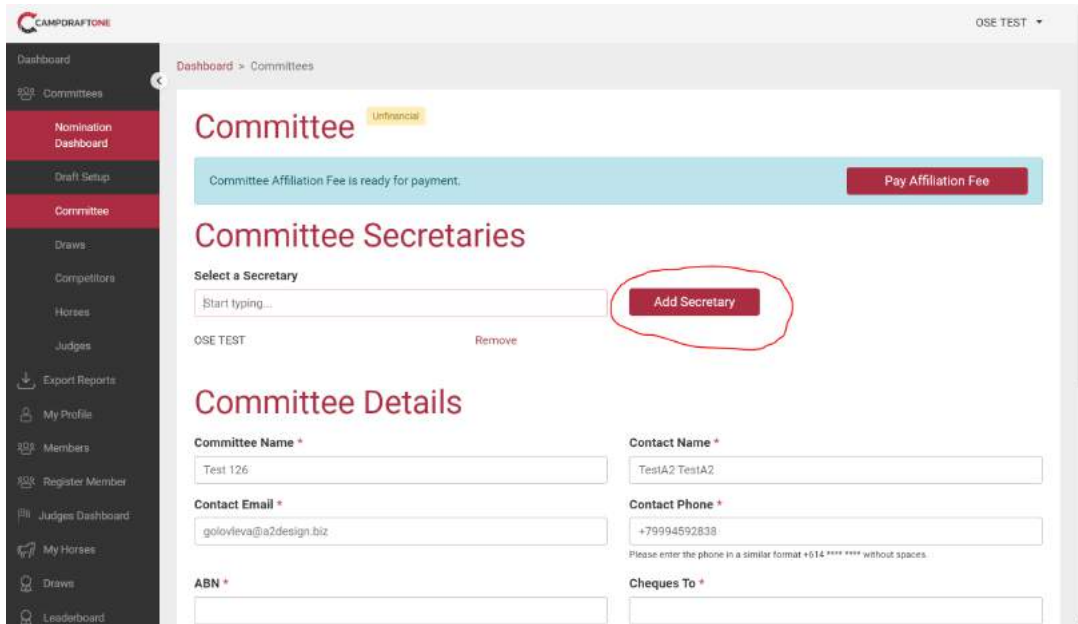 CAMPDRAFTONE
OSE TEST
Dashboard
Committees
Nomination
Dashboard
Draft Setup
Committee
Draws
Competitors
Horses
Judges
Export Reports
My Profile
Members
Register Member
Judges Dashboard
My Horses
Draws
Leaderboard
Dashboard > Committees
Committee
Unfinancial
Committee Affiliation Fee is ready for payment.
Pay Affiliation Fee
Committee Secretaries
Select a Secretary
Start typing...
Add Secretary
OSE TEST
Remove
Committee Details
Committee Name *
Contact Name *
Test 126
TestA2 TestA2
Contact Email *
Contact Phone *
golovleva@a2design.biz
+79994592838
Please enter the phone in a similar format +614 **** **** without spaces.
ABN *
Cheques To *